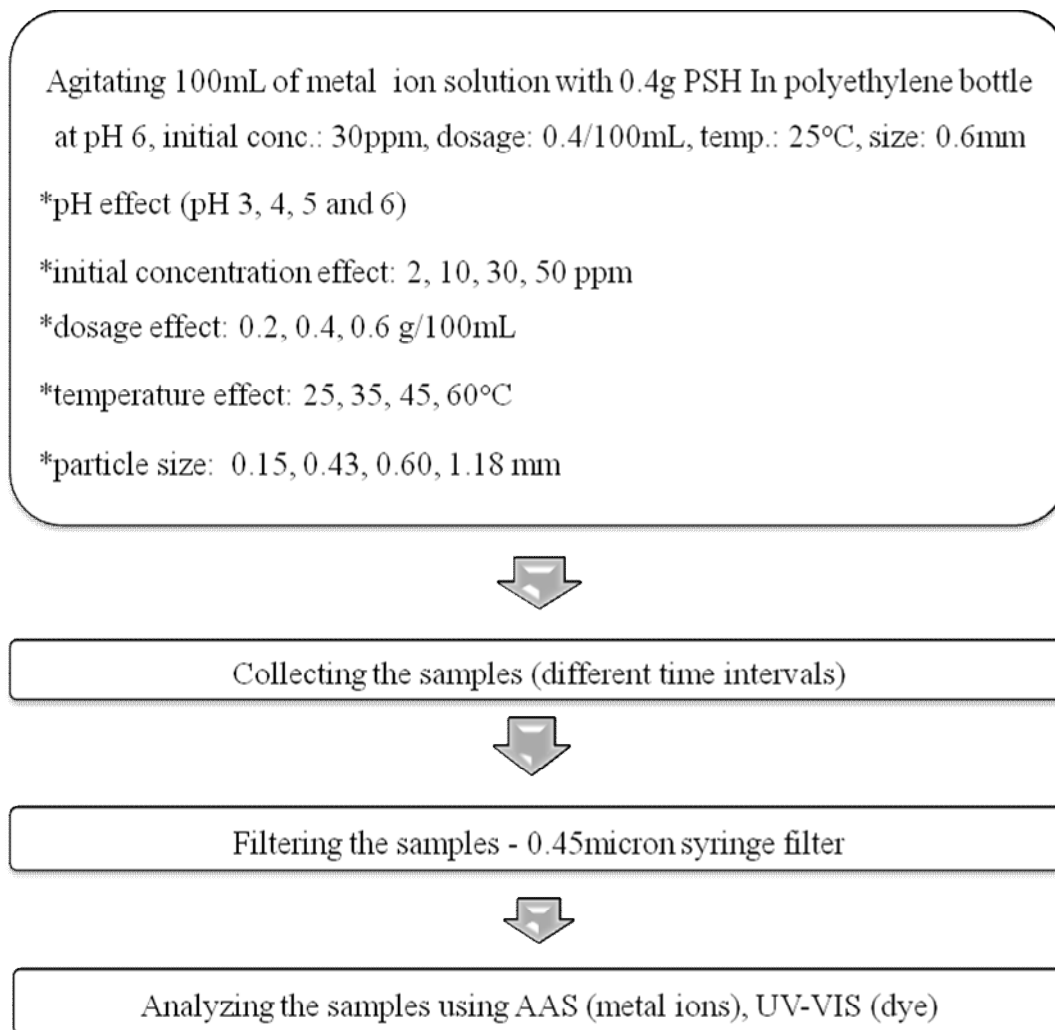 Agitating 100mL of metal ion solution with 0.4g PSH In polyethylene bottle
at pH 6, initial conc.: 30ppm, dosage: 0.4/100mL, temp.: 25°C, size: 0.6mm
*pH effect (pH 3, 4, 5 and 6)
*initial concentration effect: 2, 10, 30, 50 ppm
*dosage effect: 0.2, 0.4, 0.6 g/100mL
*temperature effect: 25, 35, 45, 60°C
*particle size: 0.15, 0.43, 0.60, 1.18 mm
Collecting the samples (different time intervals)
Filtering the samples - 0.45micron syringe filter
Analyzing the samples using AAS (metal ions), UV-VIS (dye)